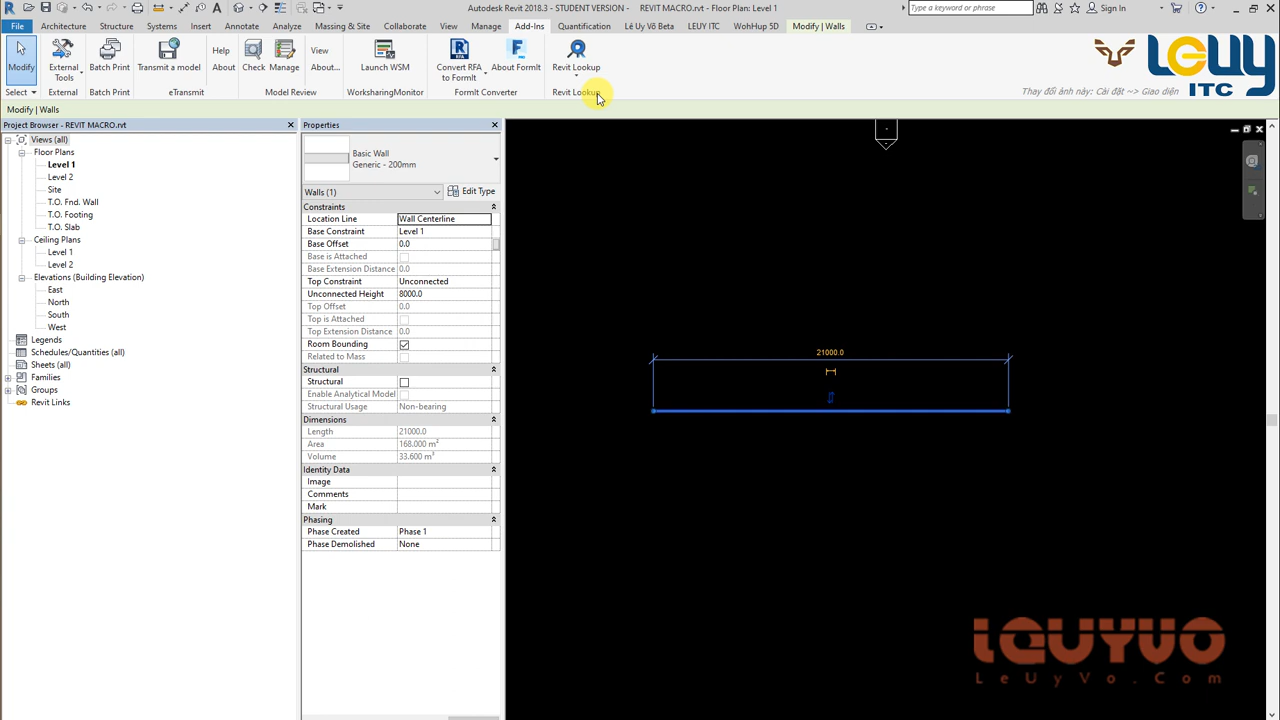 Autodesk Revit 2018.3 - STUDENT VERSION - REVIT MACRO.rvt - Floor Plan: Level 1
Type a keyword or phrase
Sign In
File Architecture Structure Insert Annotate Analyze Massing & Site Collaborate View Manage Add-Ins Quantification Lê Uy Võ Beta LEUY ITC WohHup 5D Modify | Walls
Modify
External Tools
Batch Print
Transmit a model
Help
About
Check
Manage
View
About...
Launch WSM
Convert RFA to FormIt
About FormIt
Revit Lookup
LEUY
ITC
Select External Batch Print eTransmit Model Review WorksharingMonitor FormIt Converter Revit Lookup
Thay đổi ảnh này: Cài đặt ~> Giao diện
Modify | Walls
Project Browser - REVIT MACRO.rvt
Views (all)
Floor Plans
Level 1
Level 2
Site
T.O. Fnd. Wall
T.O. Footing
T.O. Slab
Ceiling Plans
Level 1
Level 2
Elevations (Building Elevation)
East
North
South
West
Legends
Schedules/Quantities (all)
Sheets (all)
Families
Groups
Revit Links
Properties
Basic Wall
Generic - 200mm
Walls (1) Edit Type
Constraints
Location Line Wall Centerline
Base Constraint Level 1
Base Offset 0.0
Base is Attached
Base Extension Distance 0.0
Top Constraint Unconnected
Unconnected Height 8000.0
Top Offset 0.0
Top is Attached
Top Extension Distance 0.0
Room Bounding
Related to Mass
Structural
Structural
Enable Analytical Model
Structural Usage Non-bearing
Dimensions
Length 21000.0
Area 168.000 m²
Volume 33.600 m³
Identity Data
Image
Comments
Mark
Phasing
Phase Created Phase 1
Phase Demolished None
21000.0
LEUYVO
LeUyVo.Com